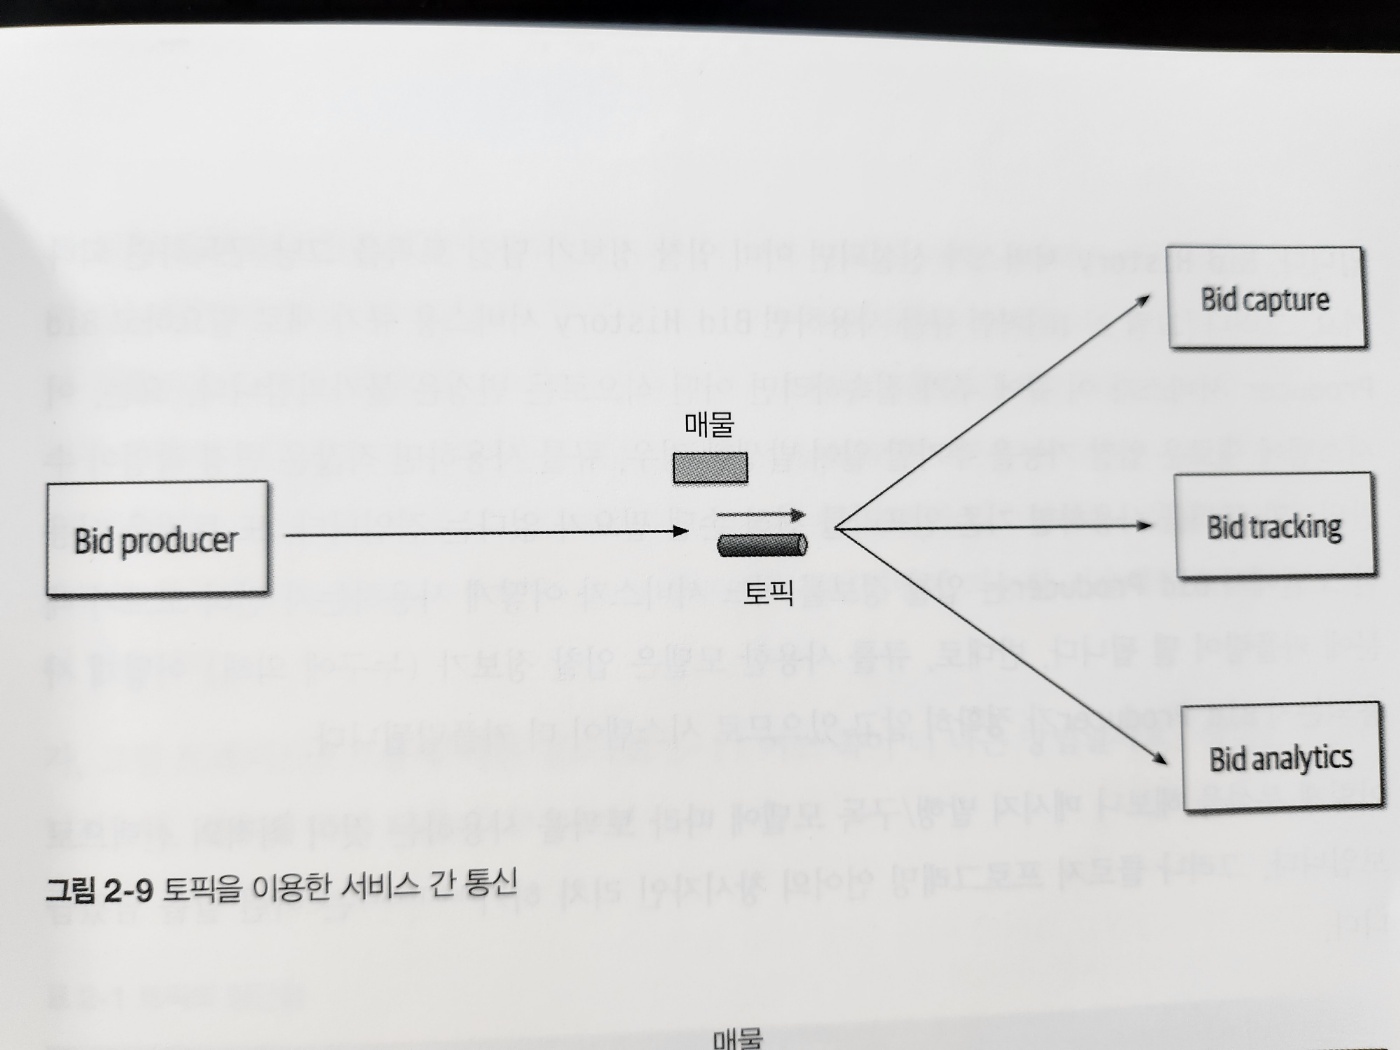 Bid capture
매물
Bid producer
Bid tracking
토픽
Bid analytics
그림 2-9 토픽을 이용한 서비스 간 통신
매물